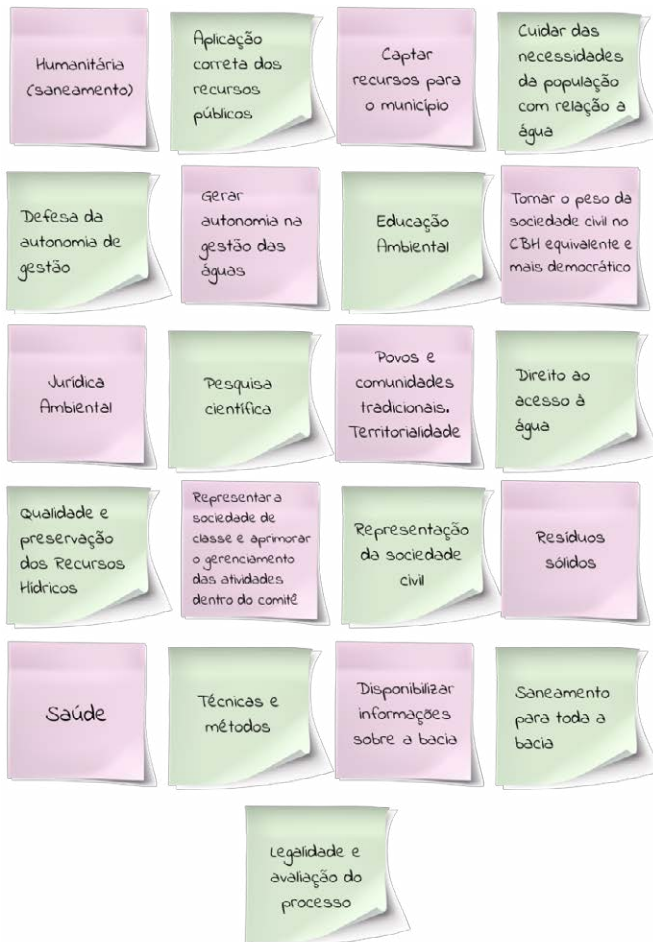 Humanitária
(saneamento)
Aplicação
correta dos
recursos
públicos
Captar
recursos para
o município
Cuidar das
necessidades
da população
com relação a
água
Defesa da
autonomia de
gestão
Gerar
autonomia na
gestão das
águas
Educação
Ambiental
Tornar o peso da
sociedade civil no
CBH equivalente e
mais democrático
Jurídica
Ambiental
Pesquisa
científica
Povos e
comunidades
tradicionais.
Territorialidade
Direito ao
acesso à
água
Qualidade e
preservação
dos Recursos
Hídricos
Representar a
sociedade de
classe e aprimorar
o gerenciamento
das atividades
dentro do comitê
Representação
da sociedade
civil
Resíduos
sólidos
Saúde
Técnicas e
métodos
Disponibilizar
informações
sobre a bacia
Saneamento
para toda a
bacia
Legalidade e
avaliação do
processo